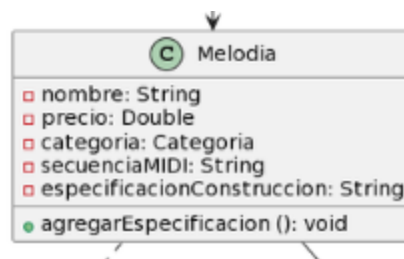 C Melodia
nombre: String
precio: Double
categoria: Categoria
secuenciaMIDI: String
especificacionConstruccion: String
agregarEspecificacion (): void